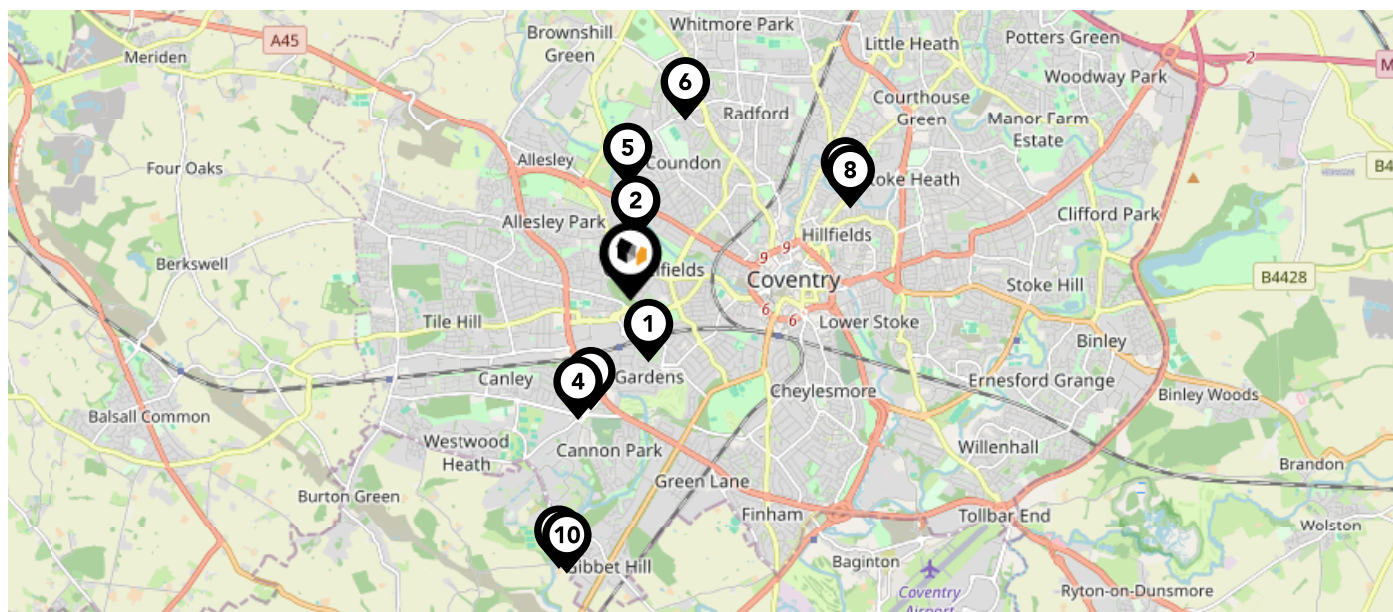 Whitmore Park
Brownshill
Green
Little Heath
Potters Green
A45
Meriden
2
M
Woodway Park
6
Radford
Courthouse
Green
Manor Farm
Estate
5
Allesley
Coundon
8
Four Oaks
toke Heath
B4
2
Allesley Park
Clifford Park
Hillfields
9
9
Berkswell
lfields
Coventry
B4428
Stoke Hill
6
6
Tile Hill
1
Lower Stoke
Binley
4
Canley
Gardens
Cheylesmore
Ernesford Grange
Binley Woods
Balsall Common
Westwood
Heath
Cannon Park
Willenhall
Brandon
Green Lane
Burton Green
Finham
Tollbar End
Wolston
10
Gibbet Hill
Baginton
Coventry
Airport
Ryton-on-Dunsmore